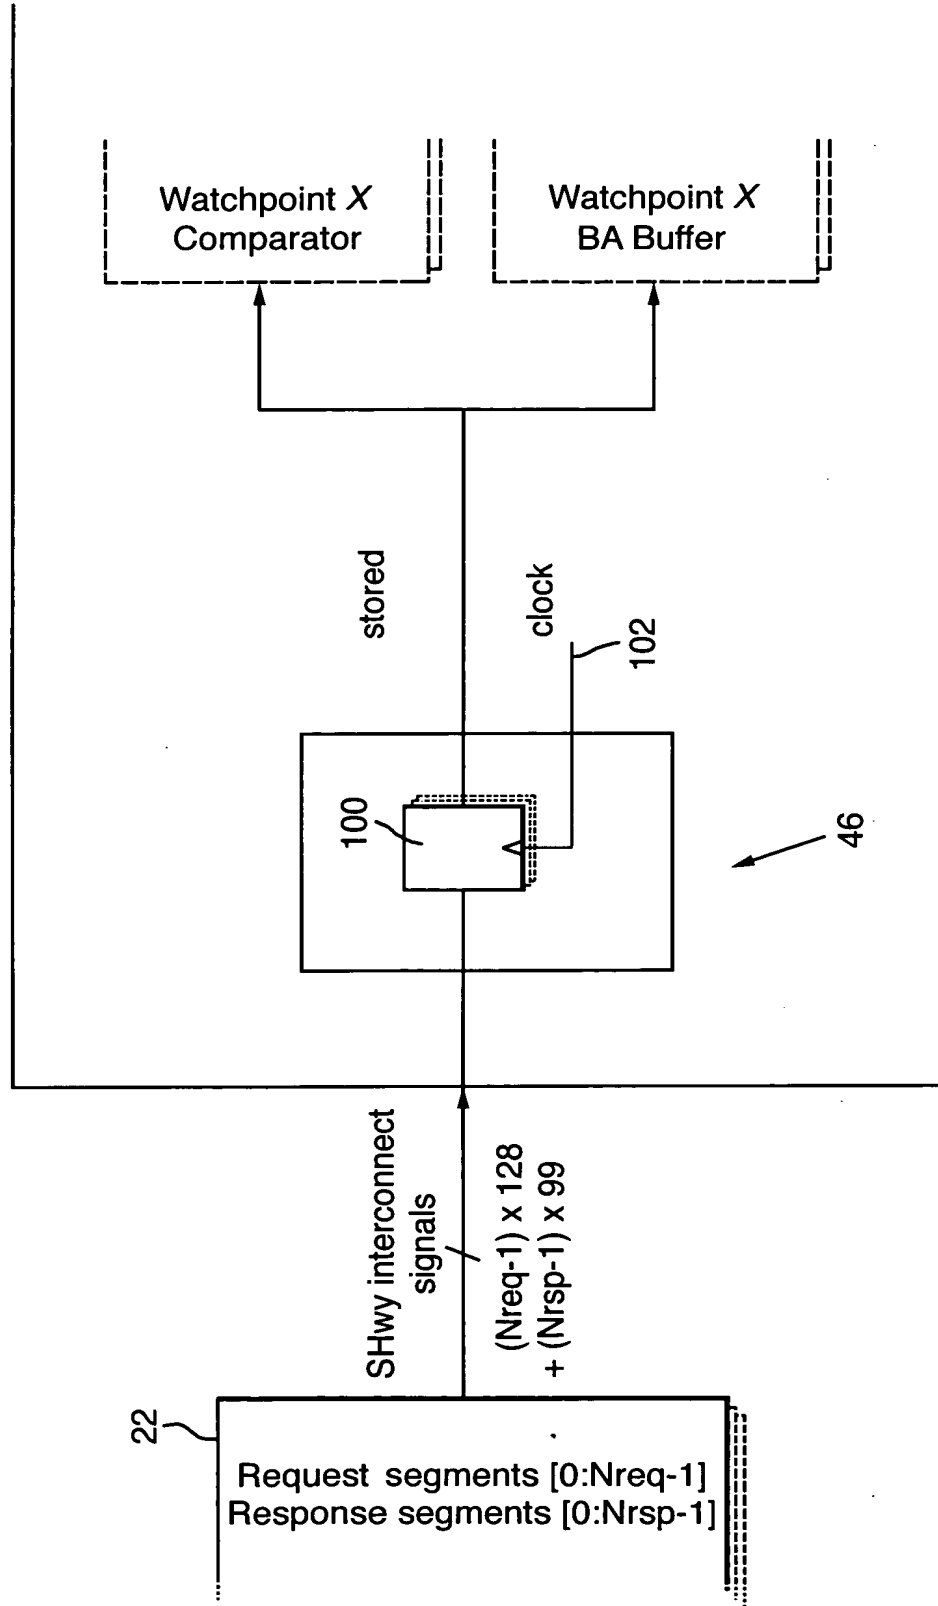 Watchpoint X
Comparator
Watchpoint X
BA Buffer
stored
clock
102
100
46
SHwy interconnect
signals
(Nreq-1) x 128
+ (Nrsp-1) x 99
22
Request segments [0:Nreq-1]
Response segments [0:Nrsp-1]